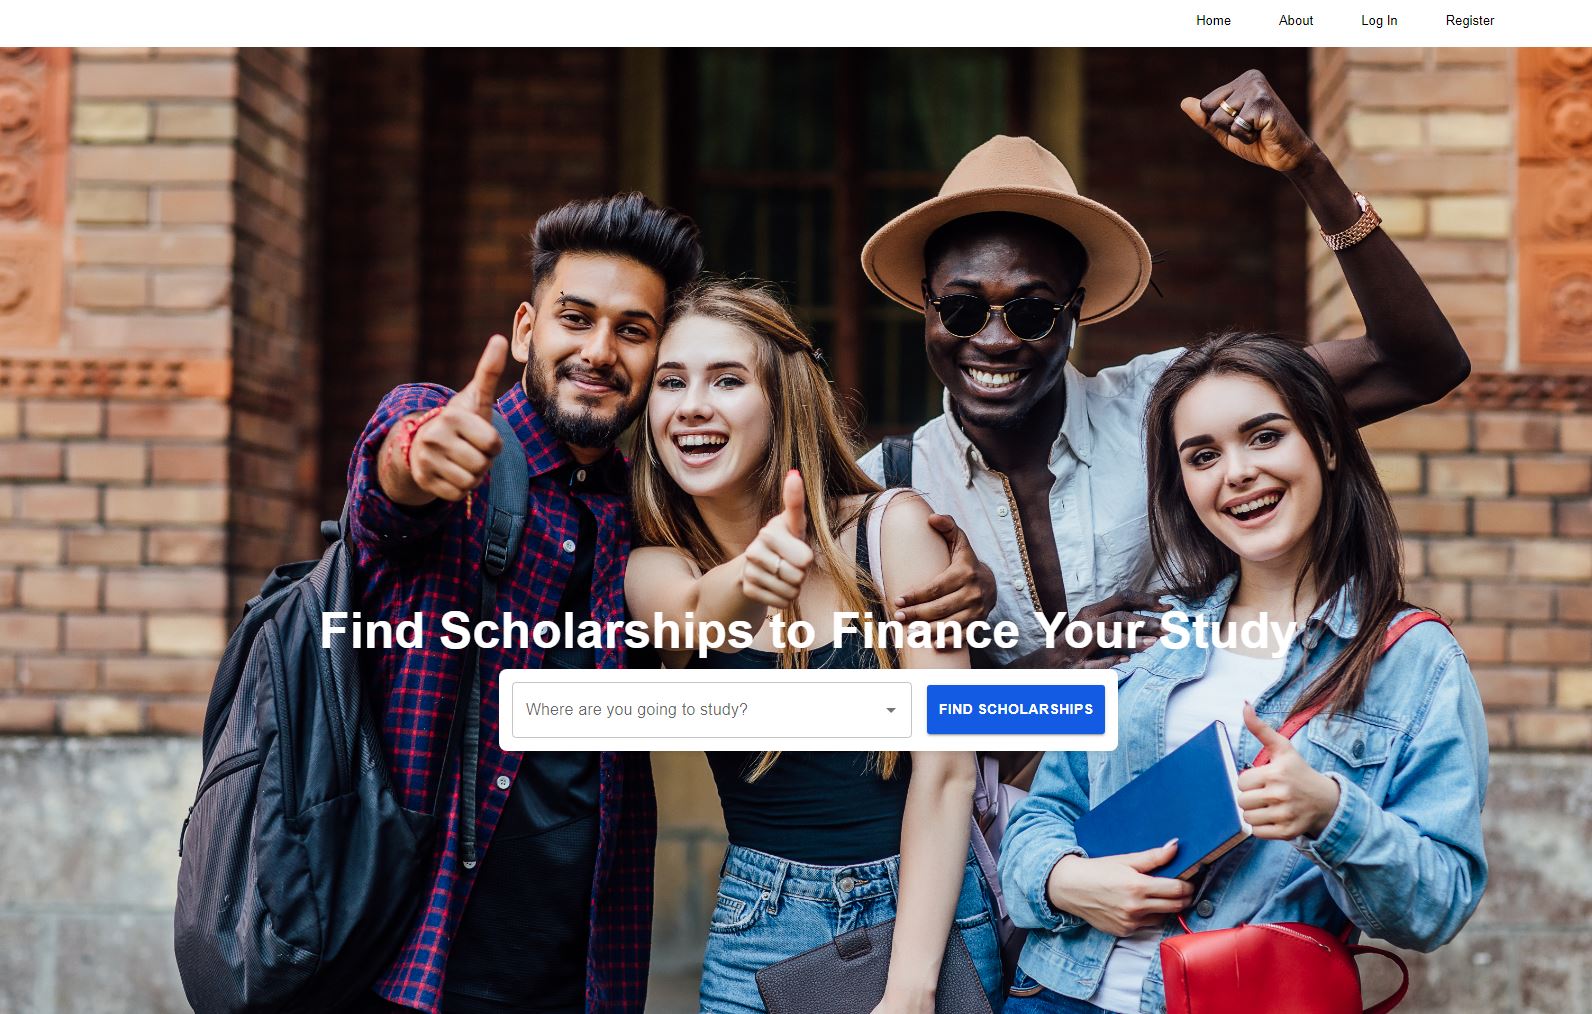 Home About Log In Register
Find Scholarships to Finance Your Study
Where are you going to study?
FIND SCHOLARSHIPS